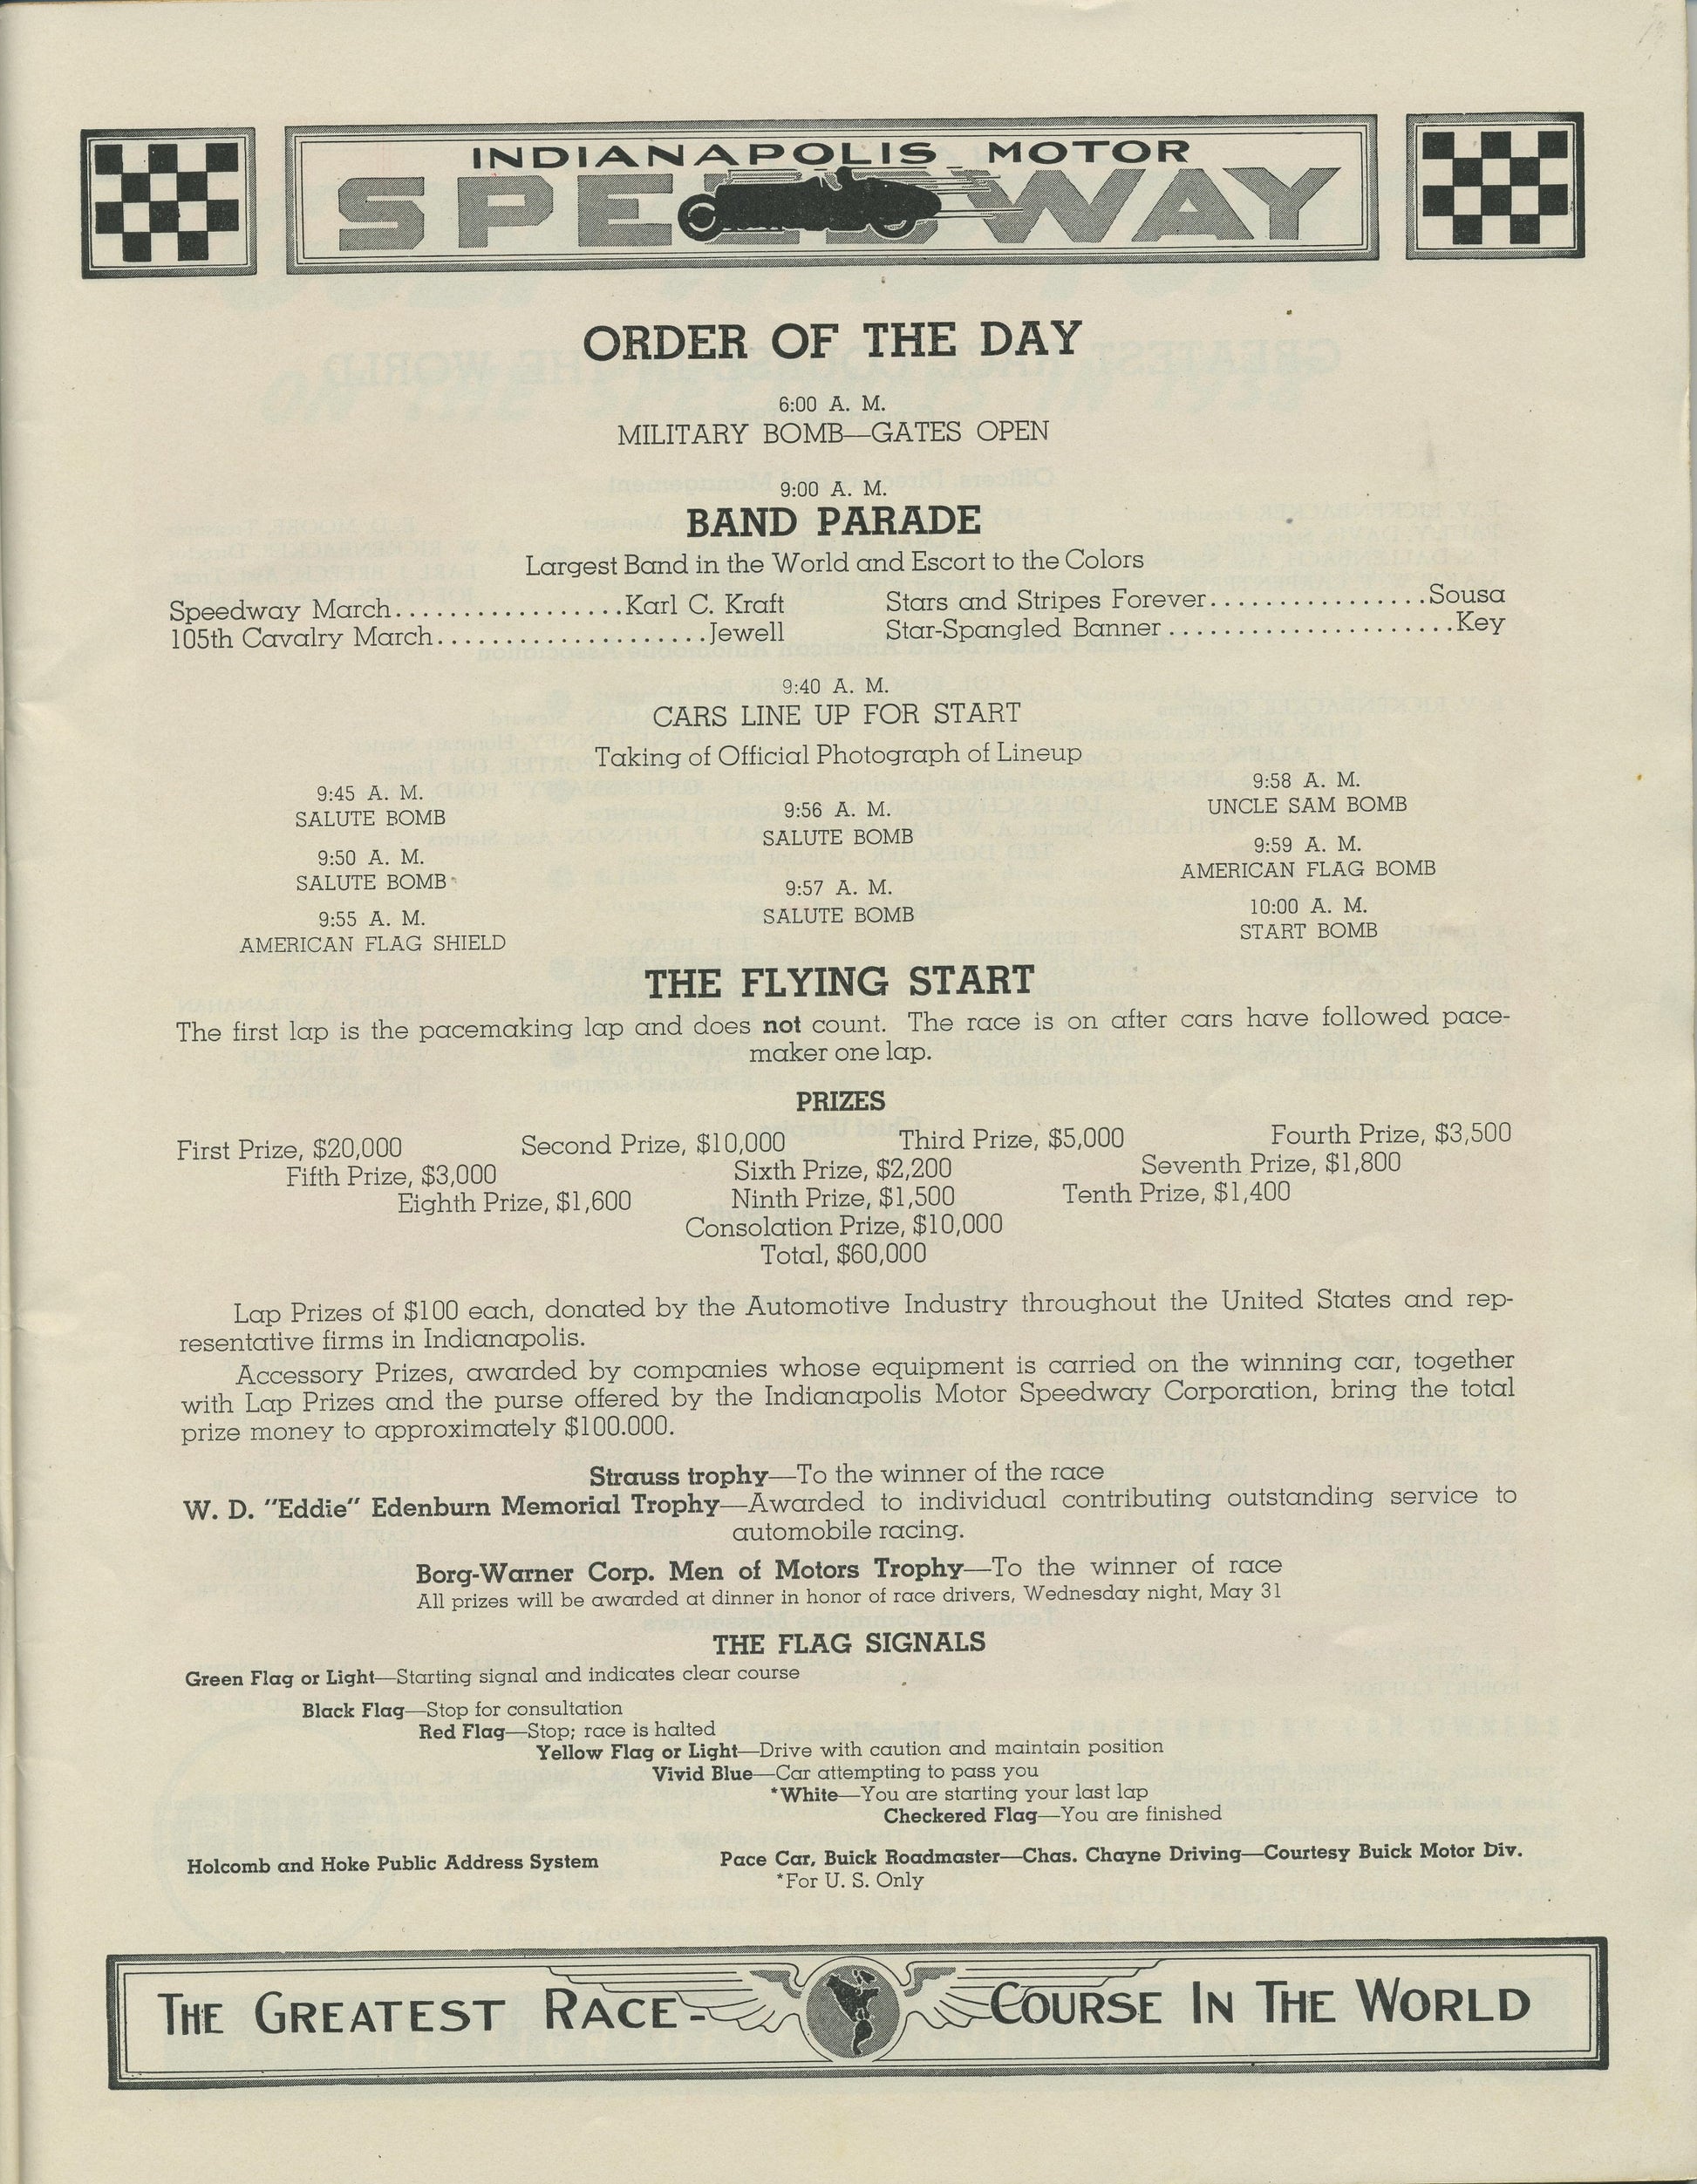 INDIANAPOLIS MOTOR
SPEEDWAY
ORDER OF THE DAY
6:00 A. M.
MILITARY BOMB—GATES OPEN
9:00 A. M.
BAND PARADE
Largest Band in the World and Escort to the Colors
Speedway March.................Karl C. Kraft
105th Cavalry March....................Jewell
Stars and Stripes Forever................Sousa
Star-Spangled Banner.....................Key
9:40 A. M.
CARS LINE UP FOR START
Taking of Official Photograph of Lineup
9:45 A. M.
SALUTE BOMB
9:50 A. M.
SALUTE BOMB
9:55 A. M.
AMERICAN FLAG SHIELD
9:56 A. M.
SALUTE BOMB
9:57 A. M.
SALUTE BOMB
9:58 A. M.
UNCLE SAM BOMB
9:59 A. M.
AMERICAN FLAG BOMB
10:00 A. M.
START BOMB
THE FLYING START
The first lap is the pacemaking lap and does not count. The race is on after cars have followed pace-
maker one lap.
PRIZES
First Prize, $20,000 Second Prize, $10,000 Third Prize, $5,000 Fourth Prize, $3,500
Fifth Prize, $3,000 Sixth Prize, $2,200 Seventh Prize, $1,800
Eighth Prize, $1,600 Ninth Prize, $1,500 Tenth Prize, $1,400
Consolation Prize, $10,000
Total, $60,000
Lap Prizes of $100 each, donated by the Automotive Industry throughout the United States and rep-
resentative firms in Indianapolis.
Accessory Prizes, awarded by companies whose equipment is carried on the winning car, together
with Lap Prizes and the purse offered by the Indianapolis Motor Speedway Corporation, bring the total
prize money to approximately $100.000.
Strauss trophy—To the winner of the race
W. D. "Eddie" Edenburn Memorial Trophy—Awarded to individual contributing outstanding service to
automobile racing.
Borg-Warner Corp. Men of Motors Trophy—To the winner of race
All prizes will be awarded at dinner in honor of race drivers, Wednesday night, May 31
THE FLAG SIGNALS
Green Flag or Light—Starting signal and indicates clear course
Black Flag—Stop for consultation
Red Flag—Stop; race is halted
Yellow Flag or Light—Drive with caution and maintain position
Vivid Blue—Car attempting to pass you
*White—You are starting your last lap
Checkered Flag—You are finished
Holcomb and Hoke Public Address System
Pace Car, Buick Roadmaster—Chas. Chayne Driving—Courtesy Buick Motor Div.
*For U. S. Only
THE GREATEST RACE- COURSE IN THE WORLD